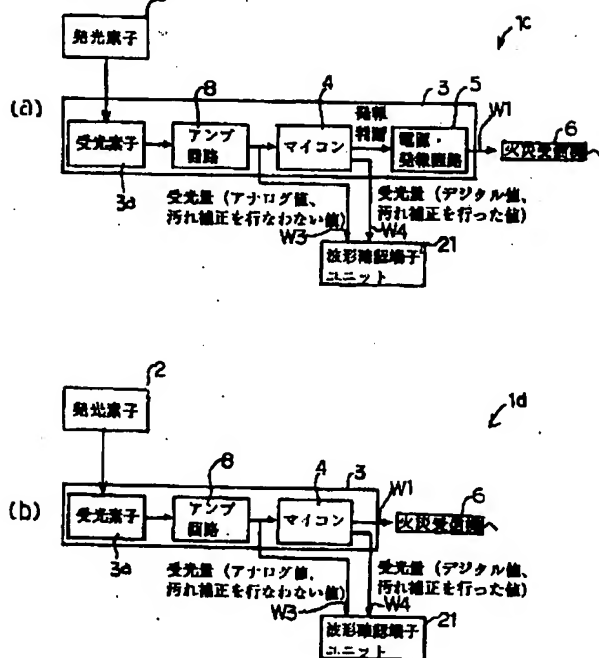 発光素子
1c
(a)
8
4
発報
判断
3
5
W1
受光素子
アンプ
回路
マイコン
電源・
発報回路
6
火災受信機へ
3a
受光量(アナログ値、
汚れ補正を行なわない値)
受光量(デジタル値、
汚れ補正を行った値)
W3
W4
21
波形確認端子
ユニット
2
発光素子
1d
(b)
8
4
3
W1
受光素子
アンプ
回路
マイコン
6
火災受信機へ
3a
受光量(アナログ値、
汚れ補正を行なわない値)
受光量(デジタル値、
汚れ補正を行った値)
W3
W4
21
波形確認端子
ユニット